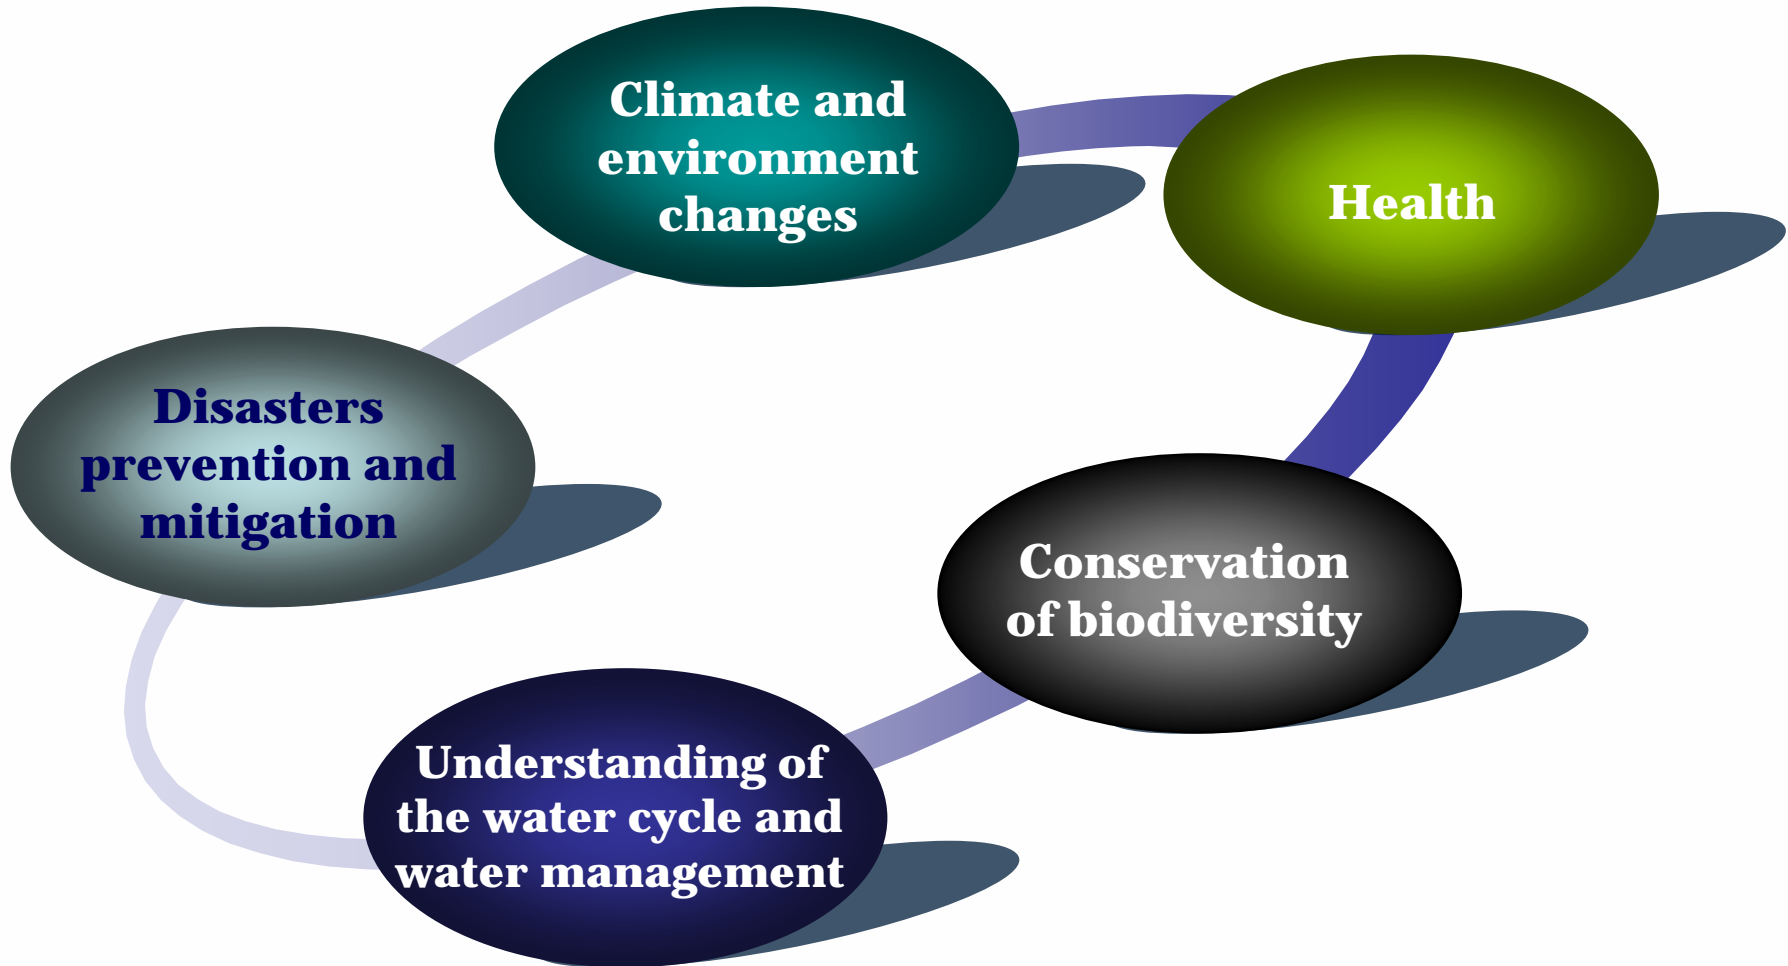 Climate and
environment
changes
Health
Disasters
prevention and
mitigation
Conservation
of biodiversity
Understanding of
the water cycle and
water management